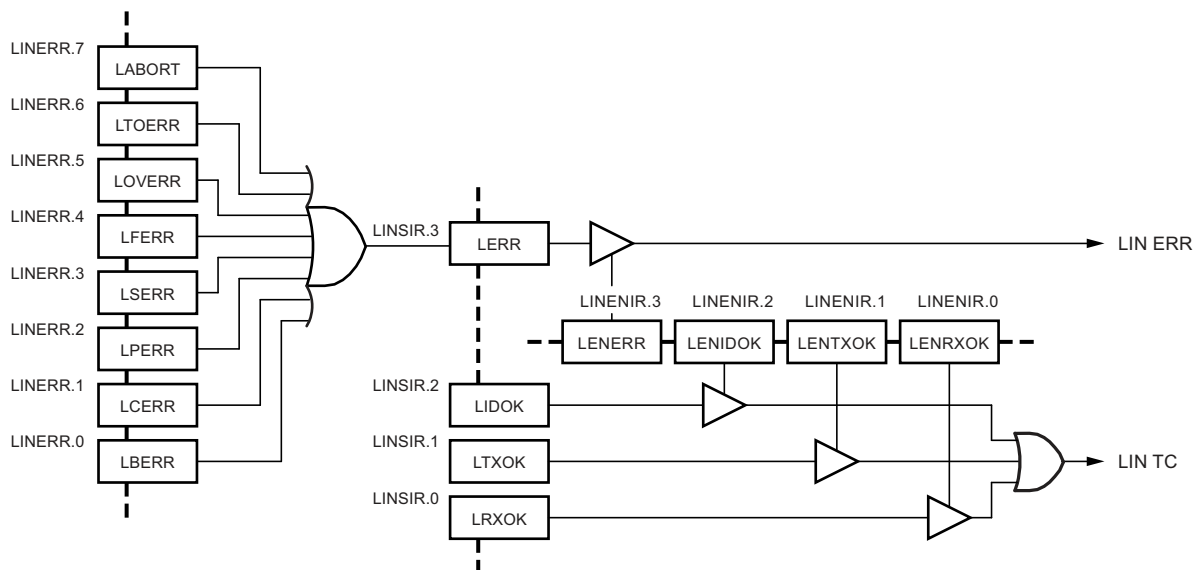 LINERR.7
LABORT
LINERR.6
LTOERR
LINERR.5
LOVERR
LINERR.4
LFERR
LINERR.3
LSERR
LINERR.2
LPERR
LINERR.1
LCERR
LINERR.0
LBERR
LINSIR.3
LERR
LIN ERR
LINENIR.3 LINENIR.2 LINENIR.1 LINENIR.0
LENERR LENIDOK LENTXOK LENRXOK
LINSIR.2
LIDOK
LINSIR.1
LTXOK
LIN TC
LINSIR.0
LRXOK